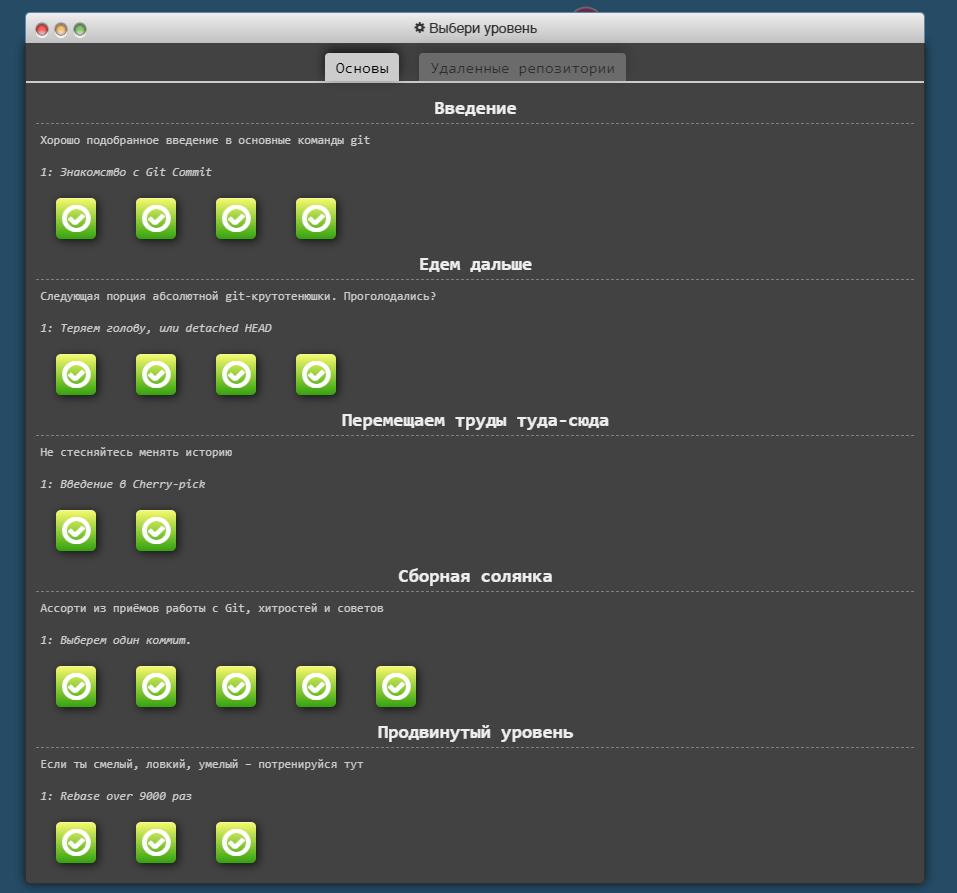 Выбери уровень
Основы
Удаленные репозитории
Введение
Хорошо подобранное введение в основные команды git
1: Знакомство с Git Commit
Едем дальше
Следующая порция абсолютной git-крутотенюшки. Проголодались?
1: Теряем голову, или detached HEAD
Перемещаем труды туда-сюда
Не стесняйтесь менять историю
1: Введение в Cherry-pick
Сборная солянка
Ассорти из приёмов работы с Git, хитростей и советов
1: Выберем один коммит.
Продвинутый уровень
Если ты смелый, ловкий, умелый – потренируйся тут
1: Rebase over 9000 раз